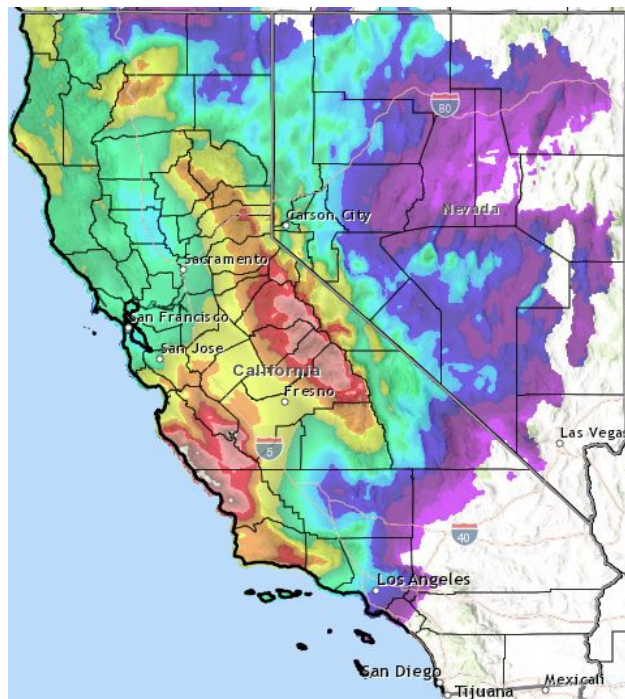 80
Carson City
Nevada
Sacramento
San Francisco
San Jose
California
Fresno
5
Las Vegas
40
Los Angeles
San Diego
Mexicali
Tijuana